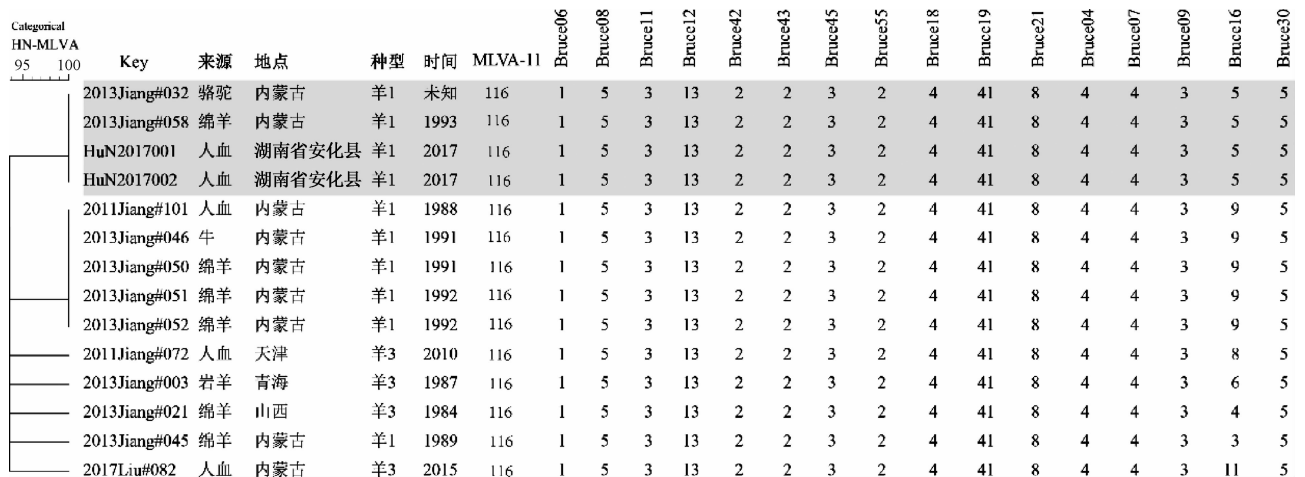 Categorical
HN-MLVA
95 100
Key 来源 地点 种型 时间 MLVA-11 Bruce06 Bruce08 Bruce11 Bruce12 Bruce42 Bruce43 Bruce45 Bruce55 Bruce18 Bruce19 Bruce21 Bruce04 Bruce07 Bruce09 Bruce16 Bruce30
2013Jiang#032 骆驼 内蒙古 羊1 未知 116 1 5 3 13 2 2 3 2 4 41 8 4 4 3 5 5
2013Jiang#058 绵羊 内蒙古 羊1 1993 116 1 5 3 13 2 2 3 2 4 41 8 4 4 3 5 5
HuN2017001 人血 湖南省安化县 羊1 2017 116 1 5 3 13 2 2 3 2 4 41 8 4 4 3 5 5
HuN2017002 人血 湖南省安化县 羊1 2017 116 1 5 3 13 2 2 3 2 4 41 8 4 4 3 5 5
2011Jiang#101 人血 内蒙古 羊1 1988 116 1 5 3 13 2 2 3 2 4 41 8 4 4 3 9 5
2013Jiang#046 牛 内蒙古 羊1 1991 116 1 5 3 13 2 2 3 2 4 41 8 4 4 3 9 5
2013Jiang#050 绵羊 内蒙古 羊1 1991 116 1 5 3 13 2 2 3 2 4 41 8 4 4 3 9 5
2013Jiang#051 绵羊 内蒙古 羊1 1992 116 1 5 3 13 2 2 3 2 4 41 8 4 4 3 9 5
2013Jiang#052 绵羊 内蒙古 羊1 1992 116 1 5 3 13 2 2 3 2 4 41 8 4 4 3 9 5
2011Jiang#072 人血 天津 羊3 2010 116 1 5 3 13 2 2 3 2 4 41 8 4 4 3 8 5
2013Jiang#003 岩羊 青海 羊3 1987 116 1 5 3 13 2 2 3 2 4 41 8 4 4 3 6 5
2013Jiang#021 绵羊 山西 羊3 1984 116 1 5 3 13 2 2 3 2 4 41 8 4 4 3 4 5
2013Jiang#045 绵羊 内蒙古 羊1 1989 116 1 5 3 13 2 2 3 2 4 41 8 4 4 3 3 5
2017Liu#082 人血 内蒙古 羊3 2015 116 1 5 3 13 2 2 3 2 4 41 8 4 4 3 11 5